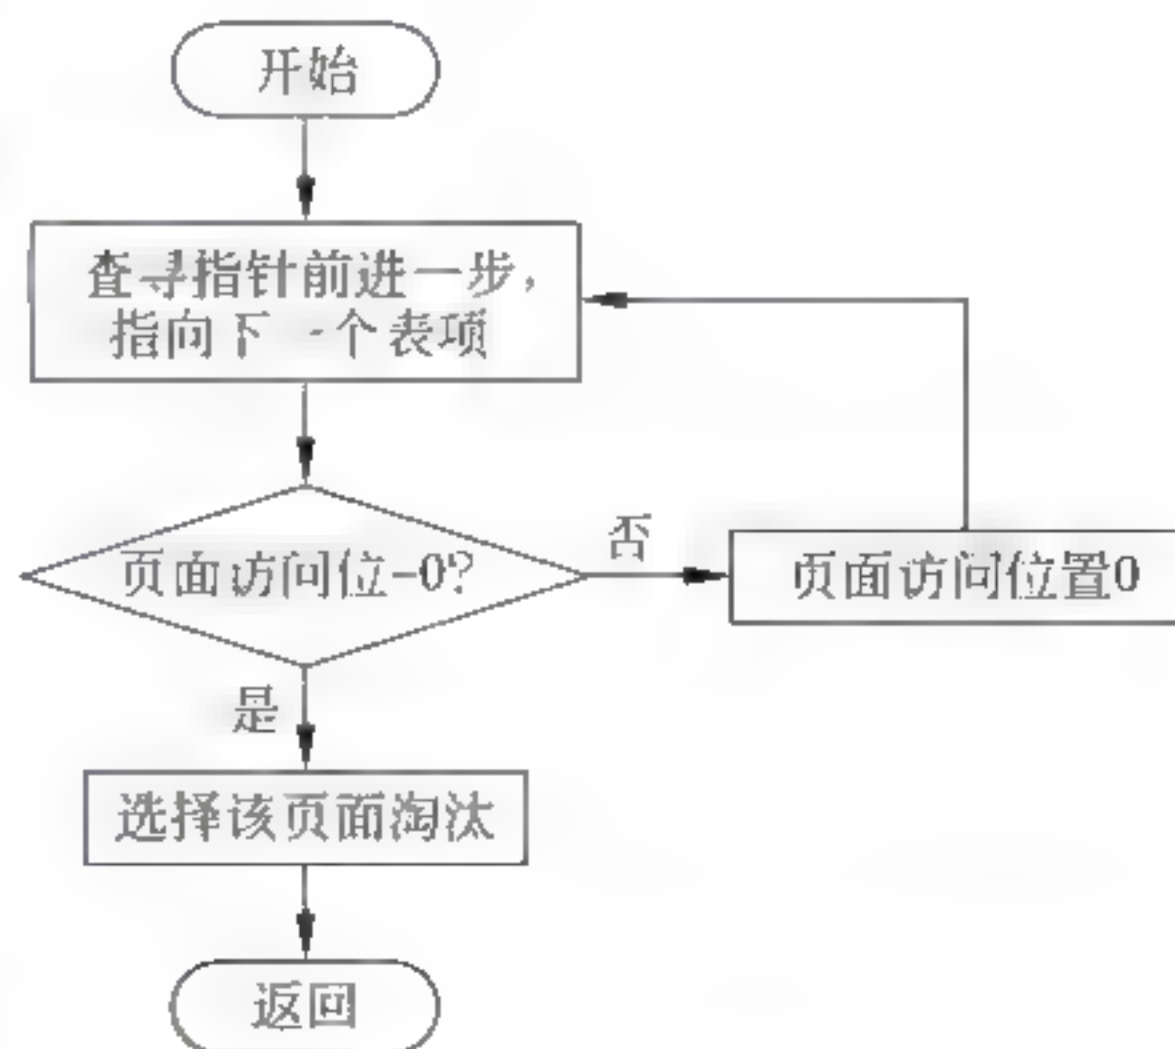 开始
查寻指针前进一步，
指向下一个表项
页面访问位=0?
否
页面访问位置0
是
选择该页面淘汰
返回